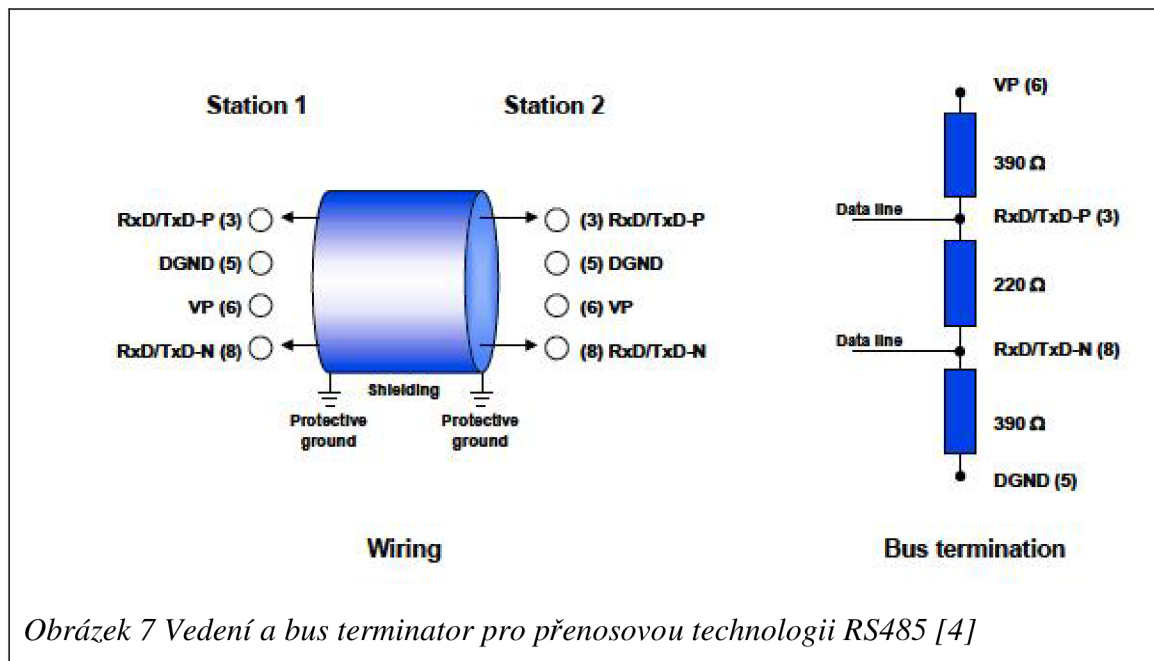 Station 1
Station 2
RxD/TxD-P (3)
DGND (5)
VP (6)
RxD/TxD-N (8)
(3) RxD/TxD-P
(5) DGND
(6) VP
(8) RxD/TxD-N
Shielding
Protective
ground
Protective
ground
Wiring
VP (6)
390 Ω
Data line
RxD/TxD-P (3)
220 Ω
Data line
RxD/TxD-N (8)
390 Ω
DGND (5)
Bus termination
Obrázek 7 Vedení a bus terminator pro přenosovou technologii RS485 [4]